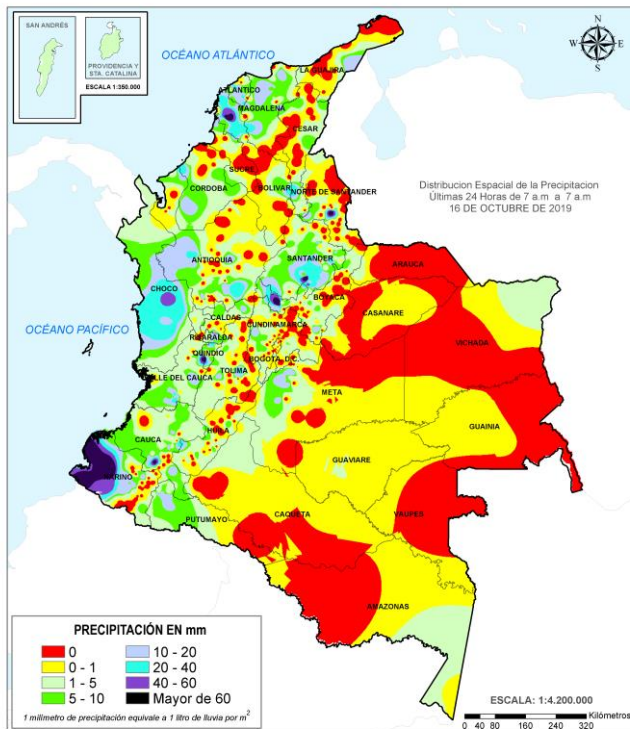 SAN ANDRÉS
PROVIDENCIA Y
STA. CATALINA
ESCALA 1:350.000
OCÉANO ATLÁNTICO
N
W
E
S
LA GUAJIRA
ATLANTICO
MAGDALENA
CESAR
SUCRE
CORDOBA
BOLIVAR
NORTE DE SANTANDER
Distribucion Espacial de la Precipitacion
Últimas 24 Horas de 7 a.m a 7 a.m
16 DE OCTUBRE DE 2019
ANTIOQUIA
SANTANDER
ARAUCA
CHOCO
BOYACA
CASANARE
OCÉANO PACÍFICO
CALDAS
CUNDINAMARCA
VICHADA
RISARALDA
QUINDIO
BOGOTA, D.C.
VALLE DEL CAUCA
TOLIMA
META
GUAINIA
CAUCA
HUILA
GUAVIARE
NARIÑO
PUTUMAYO
CAQUETA
VAUPES
AMAZONAS
PRECIPITACIÓN EN mm
0
10 - 20
0 - 1
20 - 40
1 - 5
40 - 60
5 - 10
Mayor de 60
1 milimetro de precipitación equivale a 1 litro de lluvia por m2
ESCALA: 1:4.200.000
Kilómetros
0 40 80 160 240 320